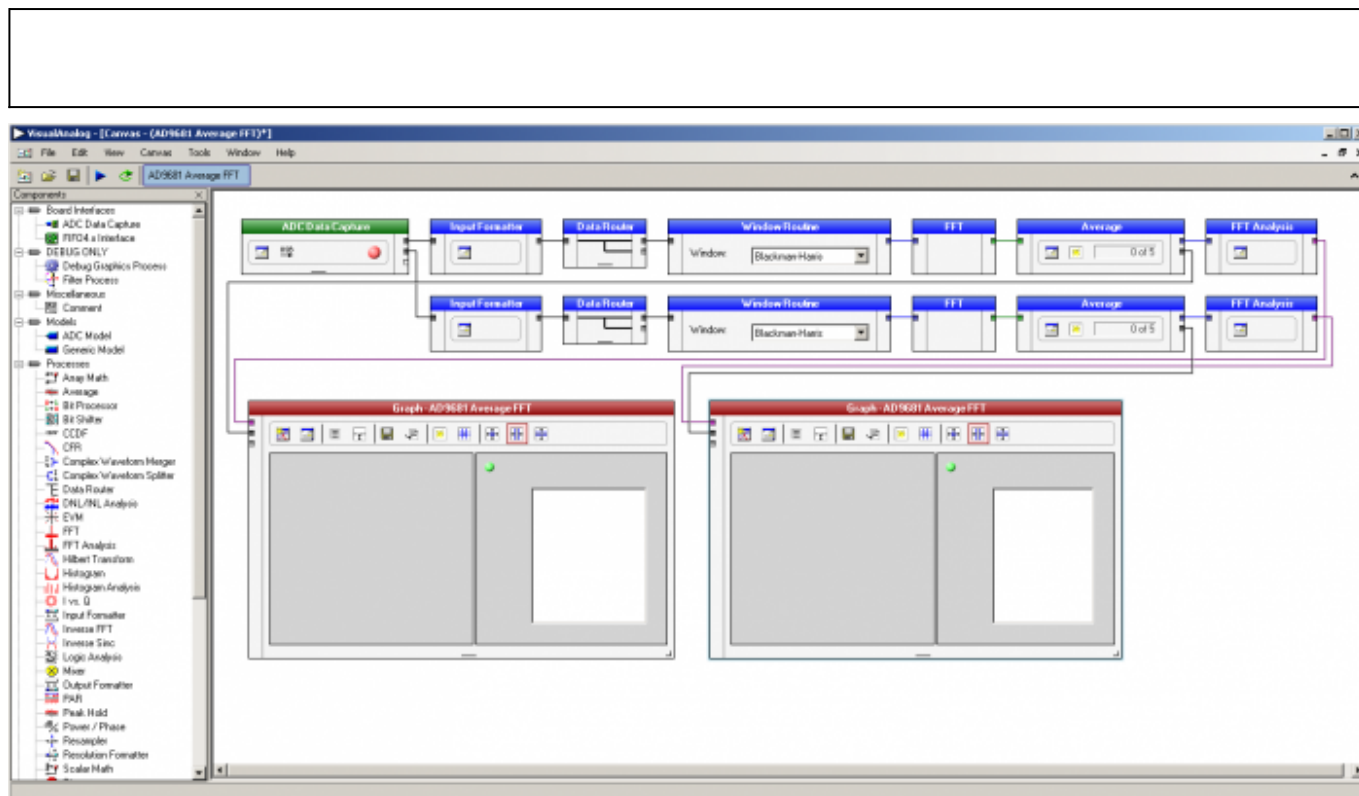 VisualAnalog - [Canvas - (AD9681 Average FFT)*]
File Edit View Canvas Tools Window Help
AD9681 Average FFT
Components
Board Interfaces
ADC Data Capture
FIFO4.x Interface
DEBUG ONLY
Debug Graphics Process
Filter Process
Miscellaneous
Comment
Models
ADC Model
Generic Model
Processes
Array Math
Average
Bit Processor
Bit Shifter
CCDF
CFR
Complex Waveform Merger
Complex Waveform Splitter
Data Router
DNL/INL Analysis
EVM
FFT
FFT Analysis
Hilbert Transform
Histogram
Histogram Analysis
I vs. Q
Input Formatter
Inverse FFT
Inverse Sinc
Logic Analysis
Mixer
Output Formatter
PAR
Peak Hold
Power / Phase
Resampler
Resolution Formatter
Scalar Math
ADC Data Capture Input Formatter Data Router Window Routine FFT Average FFT Analysis
Window: Blackman-Harris 0 of 5
Input Formatter Data Router Window Routine FFT Average FFT Analysis
Window: Blackman-Harris 0 of 5
Graph - AD9681 Average FFT Graph - AD9681 Average FFT